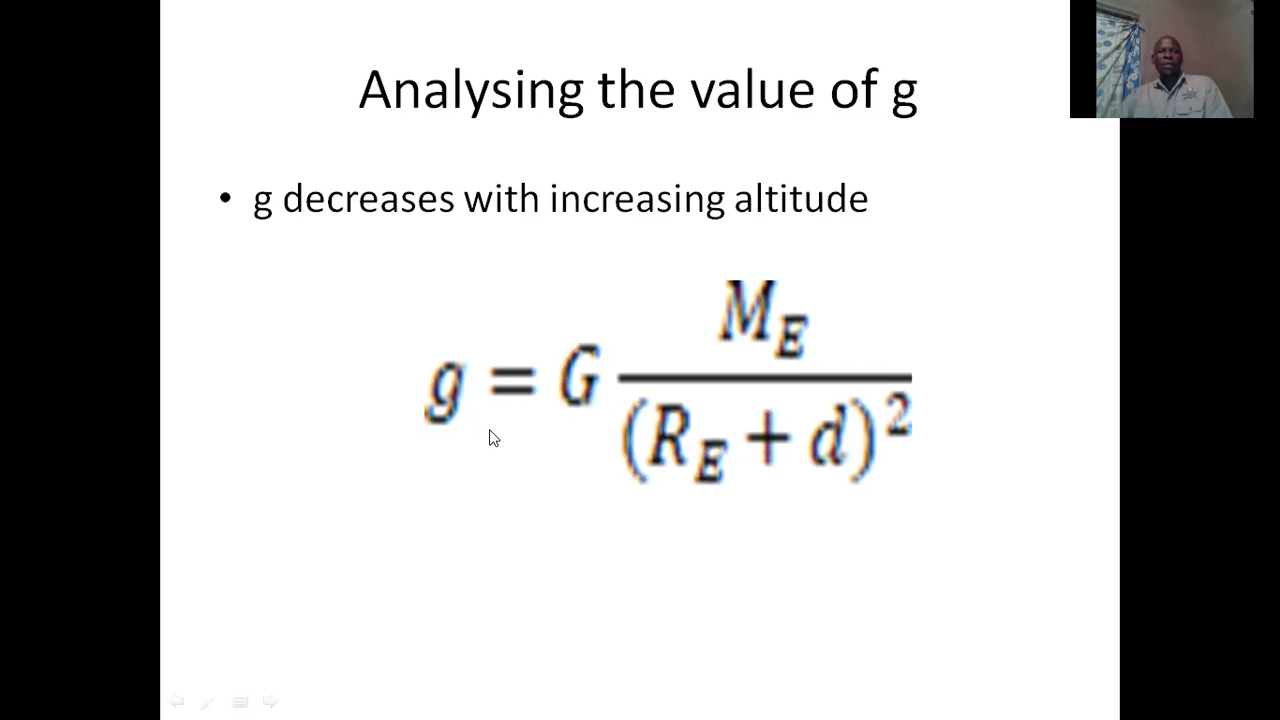 Analysing the value of g
• g decreases with increasing altitude
g = G M_E / (R_E + d)^2